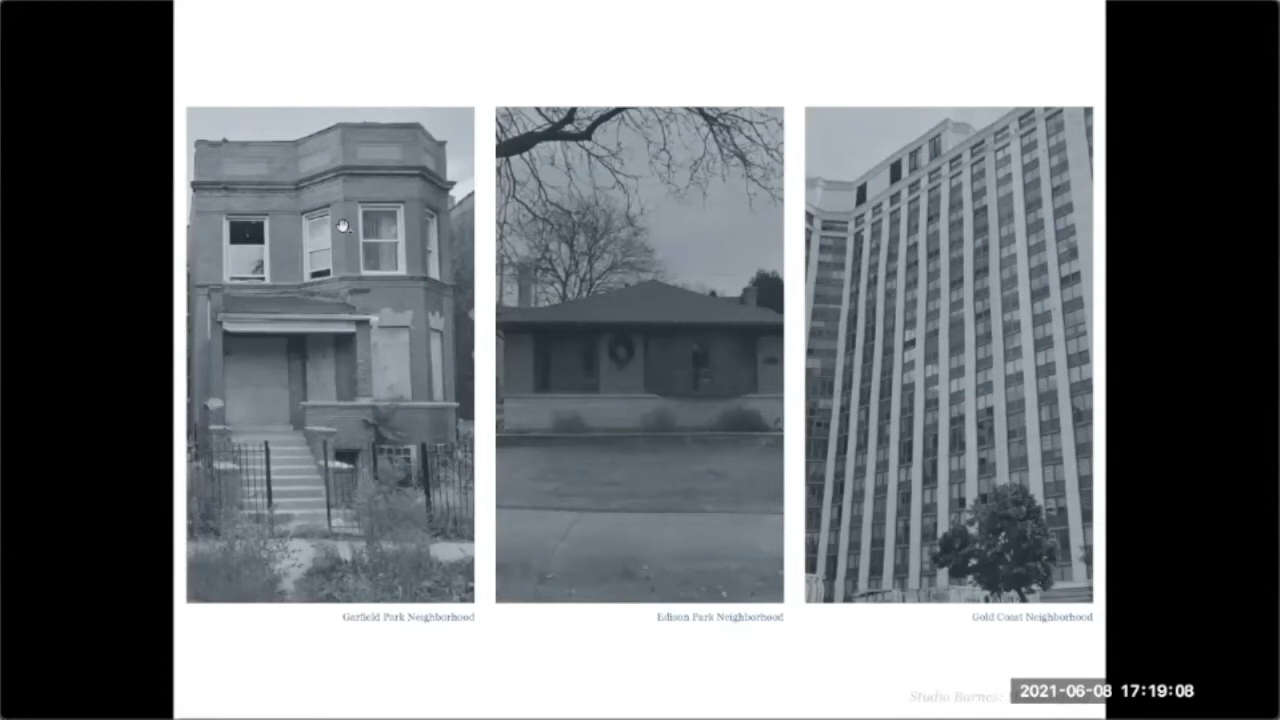 Garfield Park Neighborhood
Edison Park Neighborhood
Gold Coast Neighborhood
Studio Barnes:
2021-06-08 17:19:08